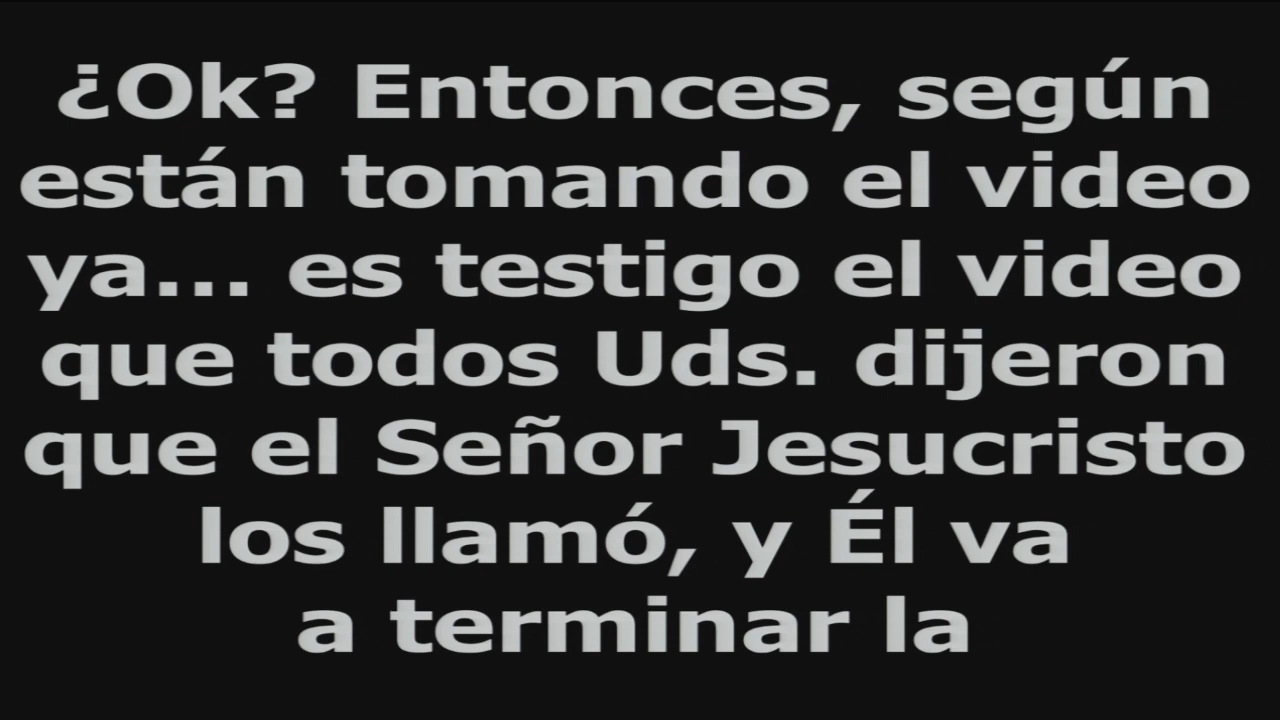 ¿Ok? Entonces, según
están tomando el video
ya... es testigo el video
que todos Uds. dijeron
que el Señor Jesucristo
los llamó, y Él va
a terminar la